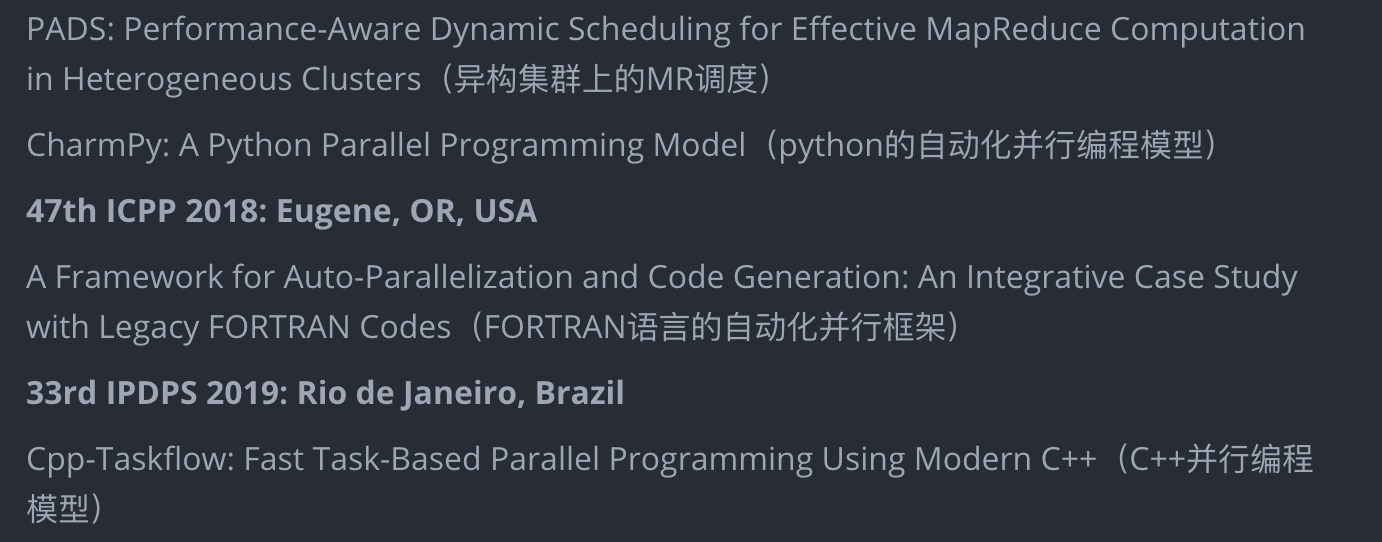 PADS: Performance-Aware Dynamic Scheduling for Effective MapReduce Computation
in Heterogeneous Clusters（异构集群上的MR调度）
CharmPy: A Python Parallel Programming Model（python的自动化并行编程模型）
47th ICPP 2018: Eugene, OR, USA
A Framework for Auto-Parallelization and Code Generation: An Integrative Case Study
with Legacy FORTRAN Codes（FORTRAN语言的自动化并行框架）
33rd IPDPS 2019: Rio de Janeiro, Brazil
Cpp-Taskflow: Fast Task-Based Parallel Programming Using Modern C++（C++并行编程
模型）